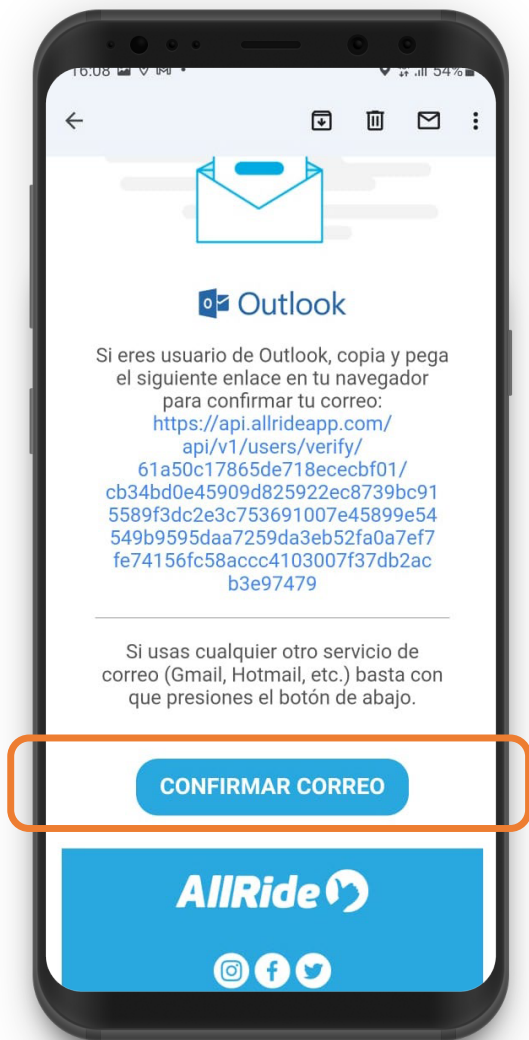 16:08
54%
Outlook
Si eres usuario de Outlook, copia y pega
el siguiente enlace en tu navegador
para confirmar tu correo:
https://api.allrideapp.com/
api/v1/users/verify/
61a50c17865de718ececbf01/
cb34bd0e45909d825922ec8739bc91
5589f3dc2e3c753691007e45899e54
549b9595daa7259da3eb52fa0a7ef7
fe74156fc58accc4103007f37db2ac
b3e97479
Si usas cualquier otro servicio de
correo (Gmail, Hotmail, etc.) basta con
que presiones el botón de abajo.
CONFIRMAR CORREO
AllRide